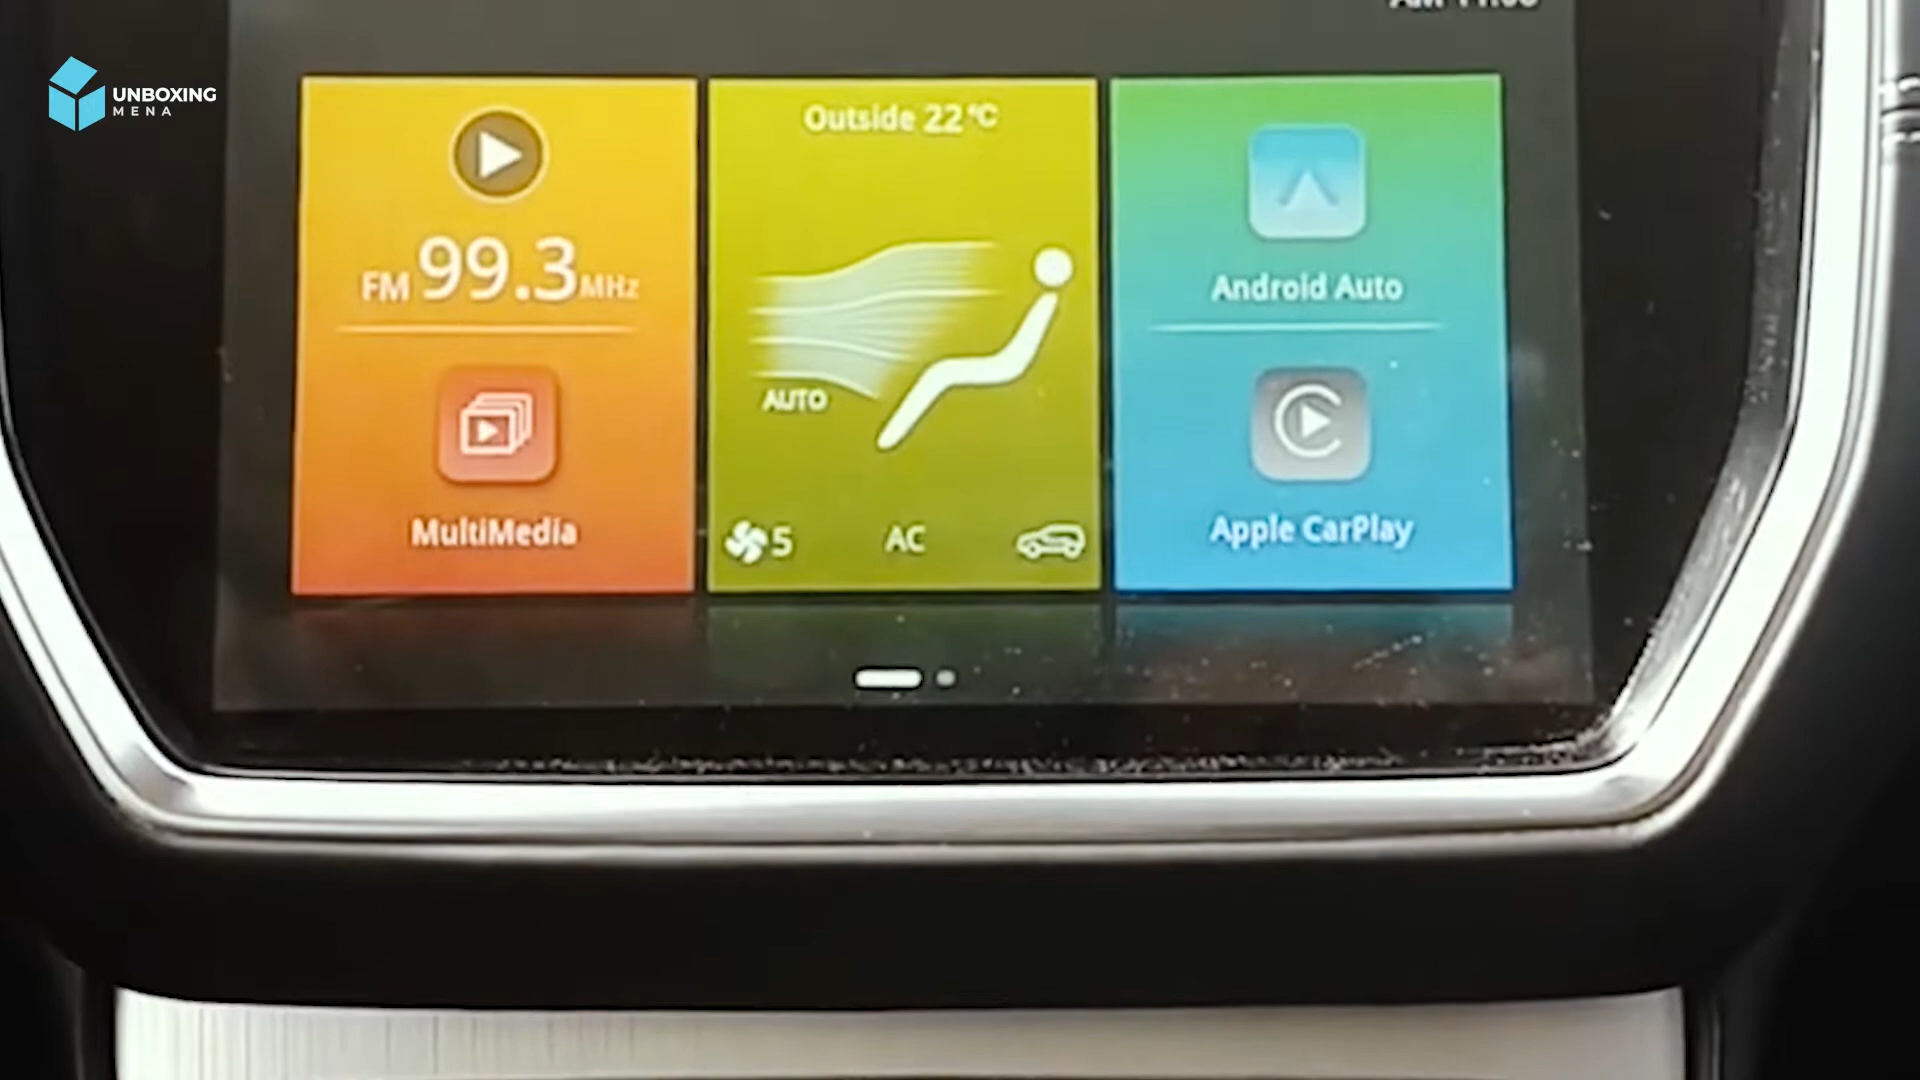 UNBOXING
MENA
FM 99.3 MHz
MultiMedia
Outside 22°C
AUTO
5
AC
Android Auto
Apple CarPlay